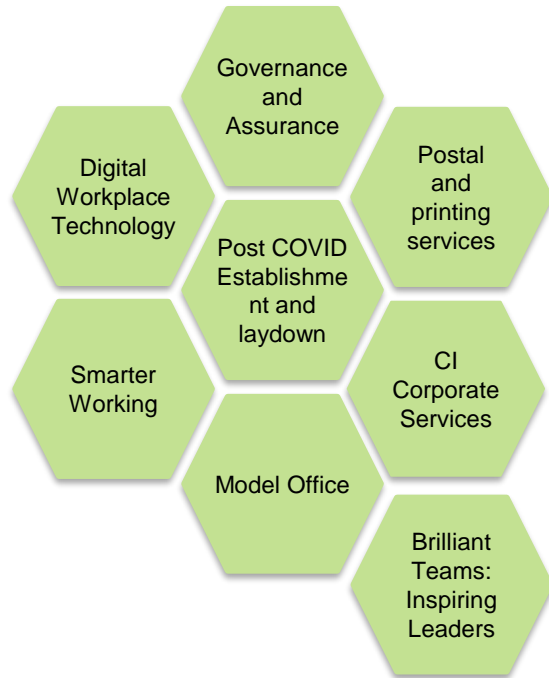 Governance
and
Assurance
Digital
Workplace
Technology
Postal
and
printing
services
Post COVID
Establishme
nt and
laydown
Smarter
Working
CI
Corporate
Services
Model Office
Brilliant
Teams:
Inspiring
Leaders